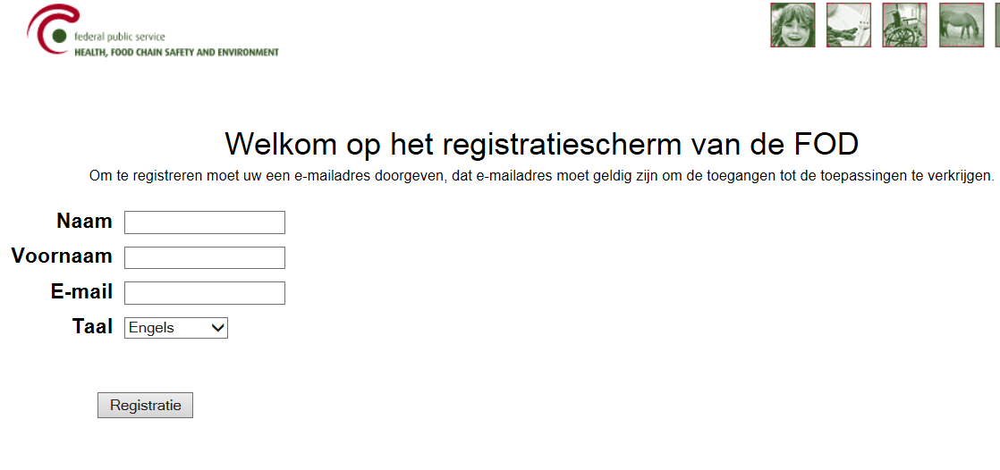 federal public service
HEALTH, FOOD CHAIN SAFETY AND ENVIRONMENT
Welkom op het registratiescherm van de FOD
Om te registreren moet uw een e-mailadres doorgeven, dat e-mailadres moet geldig zijn om de toegangen tot de toepassingen te verkrijgen.
Naam
Voornaam
E-mail
Taal Engels
Registratie